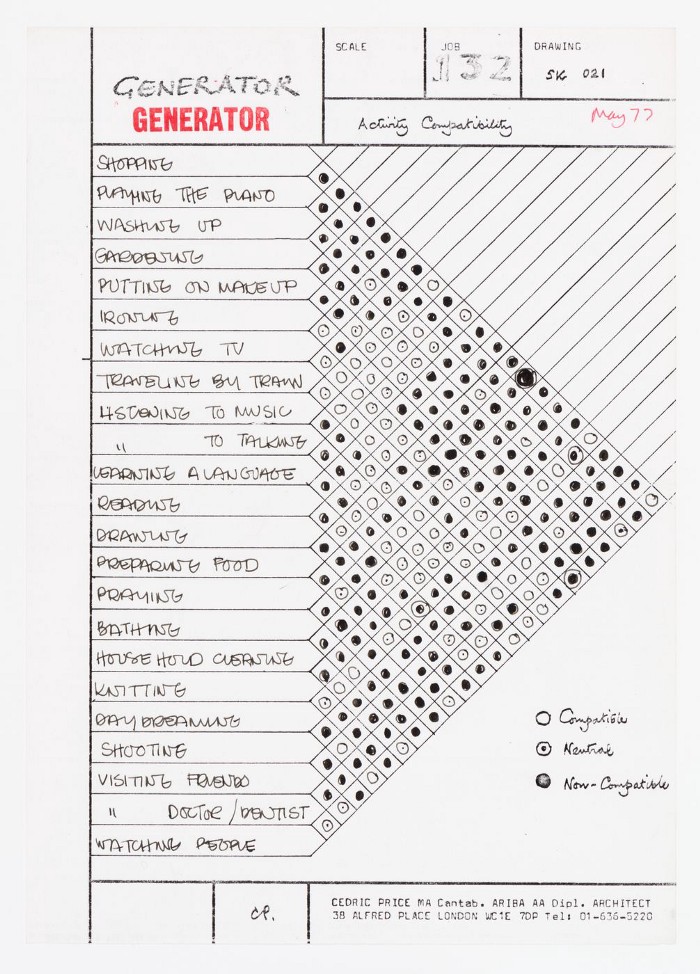 SCALE
JOB
132
DRAWING
SK 021
GENERATOR
GENERATOR
Activity Compatibility
May 77
SHOPPING
PLAYING THE PIANO
WASHING UP
GARDENING
PUTTING ON MAKEUP
IRONING
WATCHING TV
TRAVELING BY TRAIN
LISTENING TO MUSIC
" TO TALKING
LEARNING A LANGUAGE
READING
DRAWING
PREPARING FOOD
PRAYING
BATHING
HOUSE HOLD CLEANING
KNITTING
DAY DREAMING
SHOOTING
VISITING FRIENDS
" DOCTOR / DENTIST
WATCHING PEOPLE
Compatible
Neutral
Non-Compatible
CP.
CEDRIC PRICE MA Cantab. ARIBA AA Dipl. ARCHITECT
38 ALFRED PLACE LONDON WC1E 7DP Tel: 01-636-5220